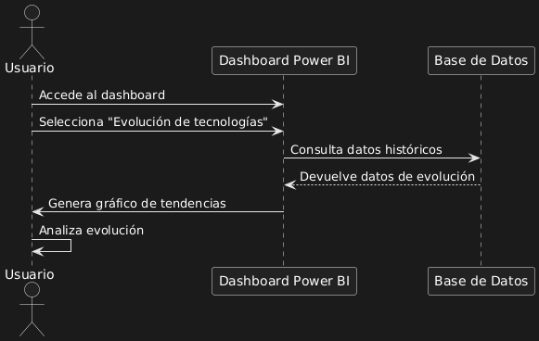 Usuario
Dashboard Power BI
Base de Datos
Accede al dashboard
Selecciona "Evolución de tecnologías"
Consulta datos históricos
Devuelve datos de evolución
Genera gráfico de tendencias
Analiza evolución
Usuario
Dashboard Power BI
Base de Datos